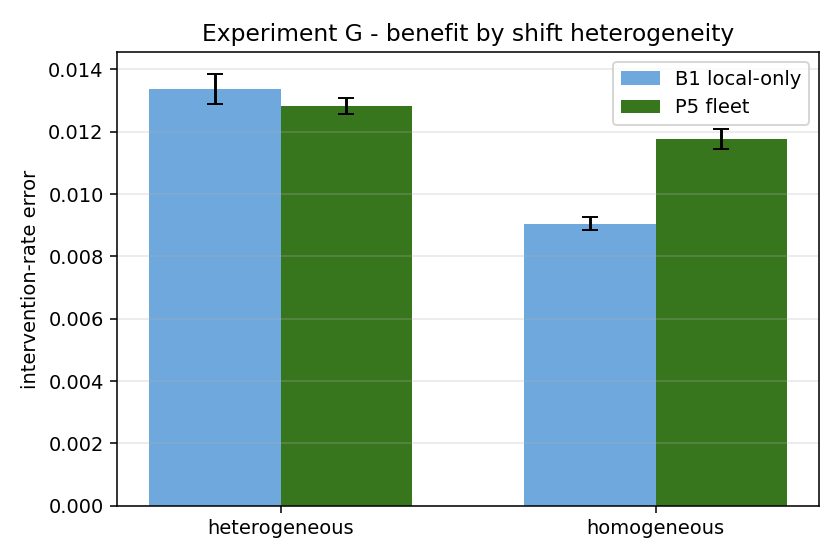 Experiment G - benefit by shift heterogeneity
B1 local-only
P5 fleet
intervention-rate error
0.014
0.012
0.010
0.008
0.006
0.004
0.002
0.000
heterogeneous
homogeneous